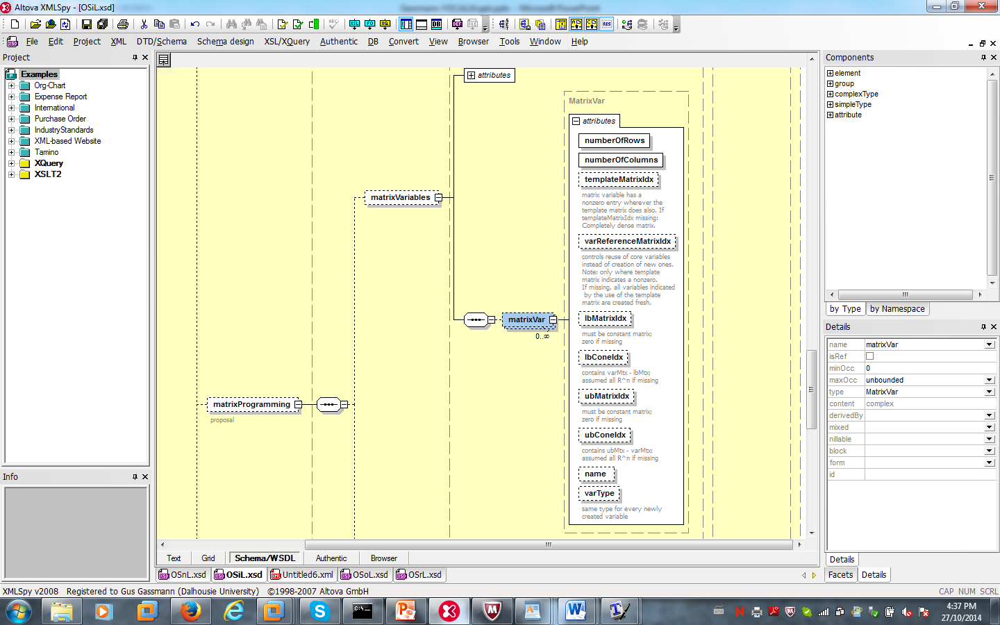 Altova XMLSpy - [OSiL.xsd]
File Edit Project XML DTD/Schema Schema design XSL/XQuery Authentic DB Convert View Browser Tools Window Help
Project
Examples
Org-Chart
Expense Report
International
Purchase Order
IndustryStandards
XML-based Website
Tamino
XQuery
XSLT2
Info
attributes
MatrixVar
attributes
numberOfRows
numberOfColumns
templateMatrixIdx
matrix variable has a
nonzero entry wherever the
template matrix does also. If
templateMatrixIdx missing:
Completely dense matrix.
varReferenceMatrixIdx
controls reuse of core variables
instead of creation of new ones.
Note: only where template
matrix indicates a nonzero.
If missing, all variables indicated
by the use of the template
matrix are created fresh.
lbMatrixIdx
must be constant matrix;
zero if missing
lbConeIdx
contains varMtx - lbMtx;
assumed all R^n if missing
ubMatrixIdx
must be constant matrix;
zero if missing
ubConeIdx
contains ubMtx - varMtx;
assumed all R^n if missing
name
varType
same type for every newly
created variable
matrixVariables
matrixVar
0..∞
matrixProgramming
proposal
Text Grid Schema/WSDL Authentic Browser
OSnL.xsd OSiL.xsd Untitled6.xml OSoL.xsd OSrL.xsd
Components
element
group
complexType
simpleType
attribute
by Type by Namespace
Details
name matrixVar
isRef
minOcc 0
maxOcc unbounded
type MatrixVar
content complex
derivedBy
mixed
nillable
block
form
id
Details
Facets Details
XMLSpy v2008 Registered to Gus Gassmann (Dalhousie University) ©1998-2007 Altova GmbH
CAP NUM SCRL
4:37 PM
27/10/2014